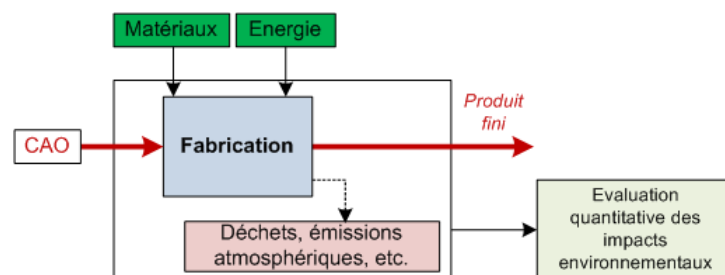 Matériaux
Energie
Produit
fini
CAO
Fabrication
Déchets, émissions
atmosphériques, etc.
Evaluation
quantitative des
impacts
environnementaux